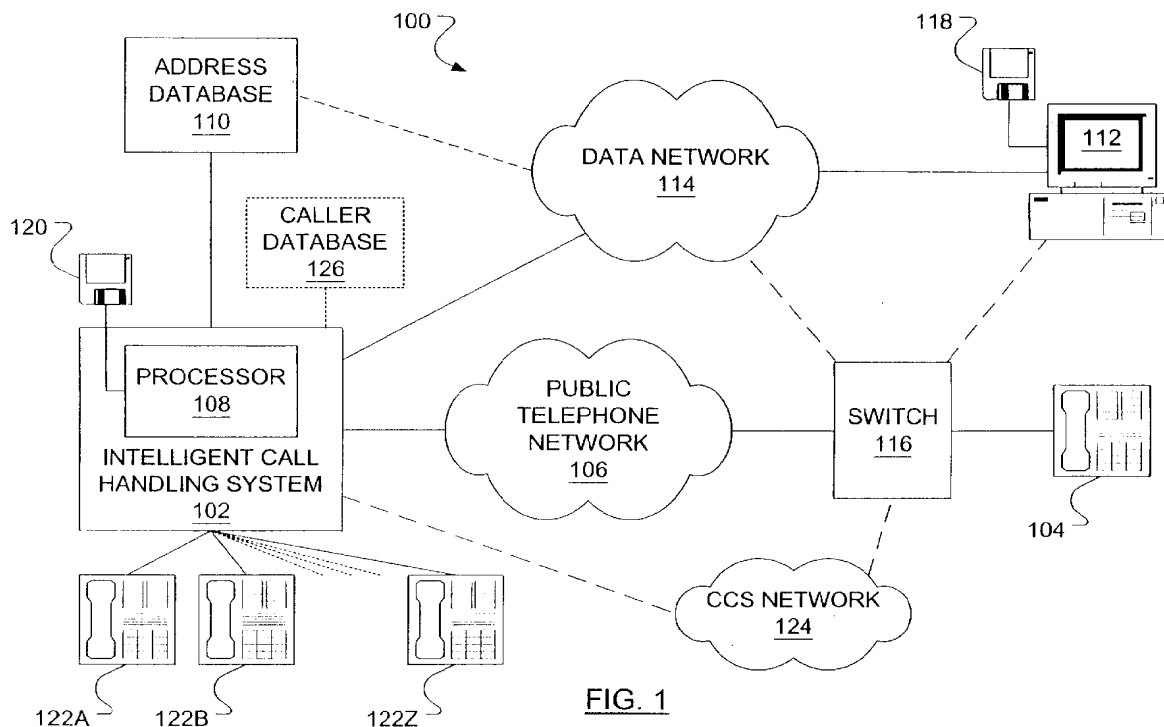 100
118
ADDRESS
DATABASE
110
DATA NETWORK
114
112
120
CALLER
DATABASE
126
PROCESSOR
108
INTELLIGENT CALL
HANDLING SYSTEM
102
PUBLIC
TELEPHONE
NETWORK
106
SWITCH
116
104
CCS NETWORK
124
122A
122B
122Z
FIG. 1